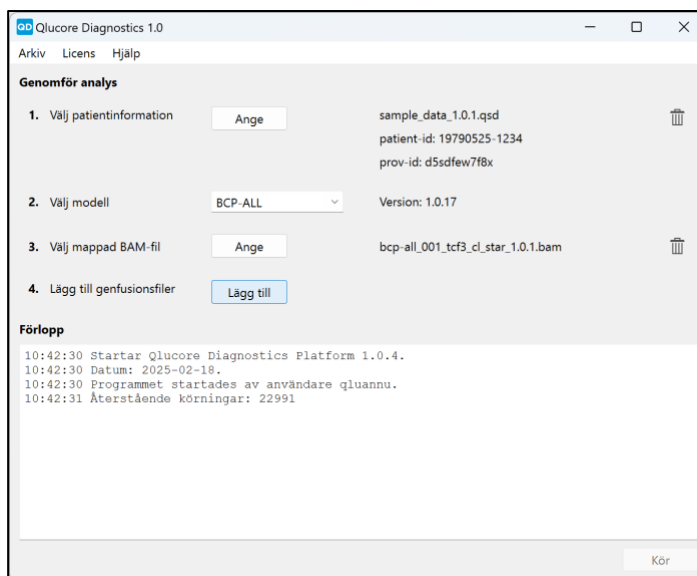 QD Qlucore Diagnostics 1.0
Arkiv Licens Hjälp
Genomför analys
1. Välj patientinformation Ange sample_data_1.0.1.qsd
patient-id: 19790525-1234
prov-id: d5sdfew7f8x
2. Välj modell BCP-ALL Version: 1.0.17
3. Välj mappad BAM-fil Ange bcp-all_001_tcf3_cl_star_1.0.1.bam
4. Lägg till genfusionsfiler Lägg till
Förlopp
10:42:30 Startar Qlucore Diagnostics Platform 1.0.4.
10:42:30 Datum: 2025-02-18.
10:42:30 Programmet startades av användare qluannu.
10:42:31 Återstående körningar: 22991
Kör